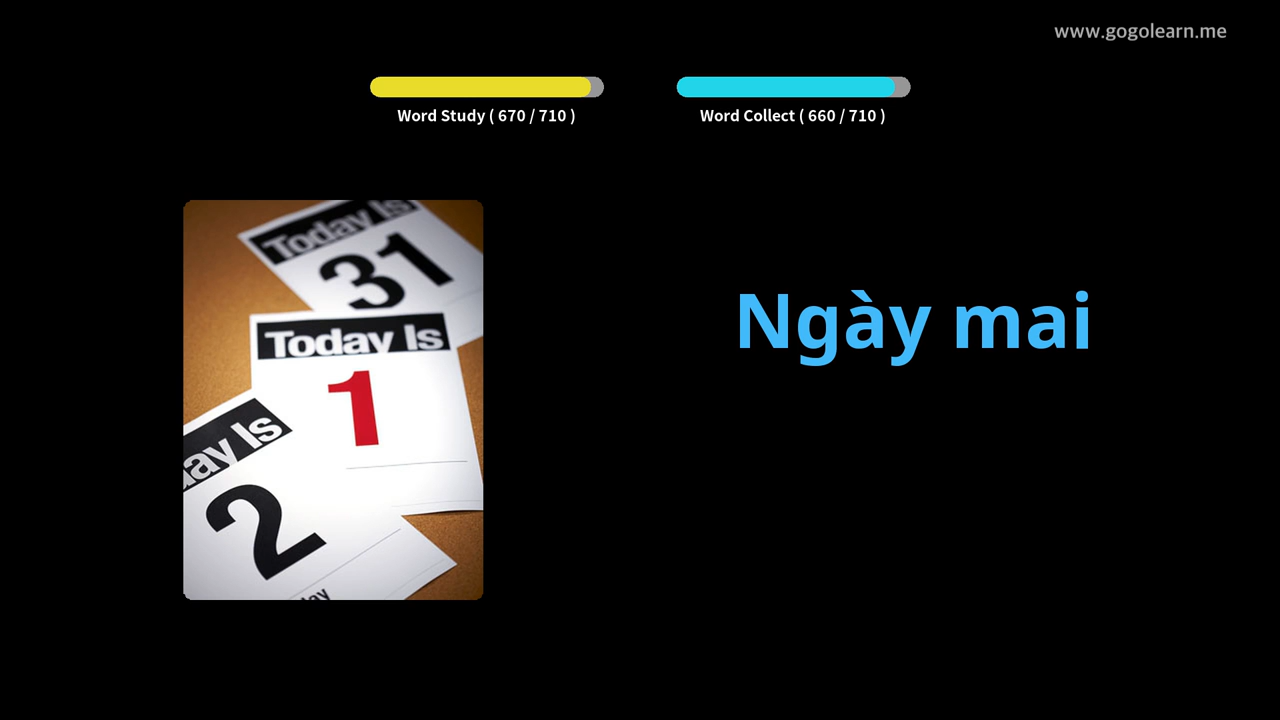 www.gogolearn.me
Word Study ( 670 / 710 )
Word Collect ( 660 / 710 )
Today Is
31
Today Is
1
ay Is
2
Ngày mai